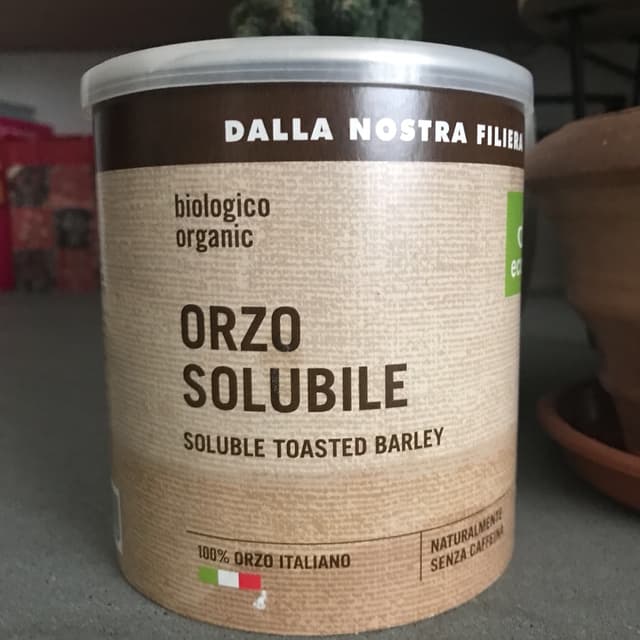 DALLA NOSTRA FILIERA
biologico
organic
ORZO
SOLUBILE
SOLUBLE TOASTED BARLEY
100% ORZO ITALIANO
NATURALMENTE
SENZA CAFFEINA